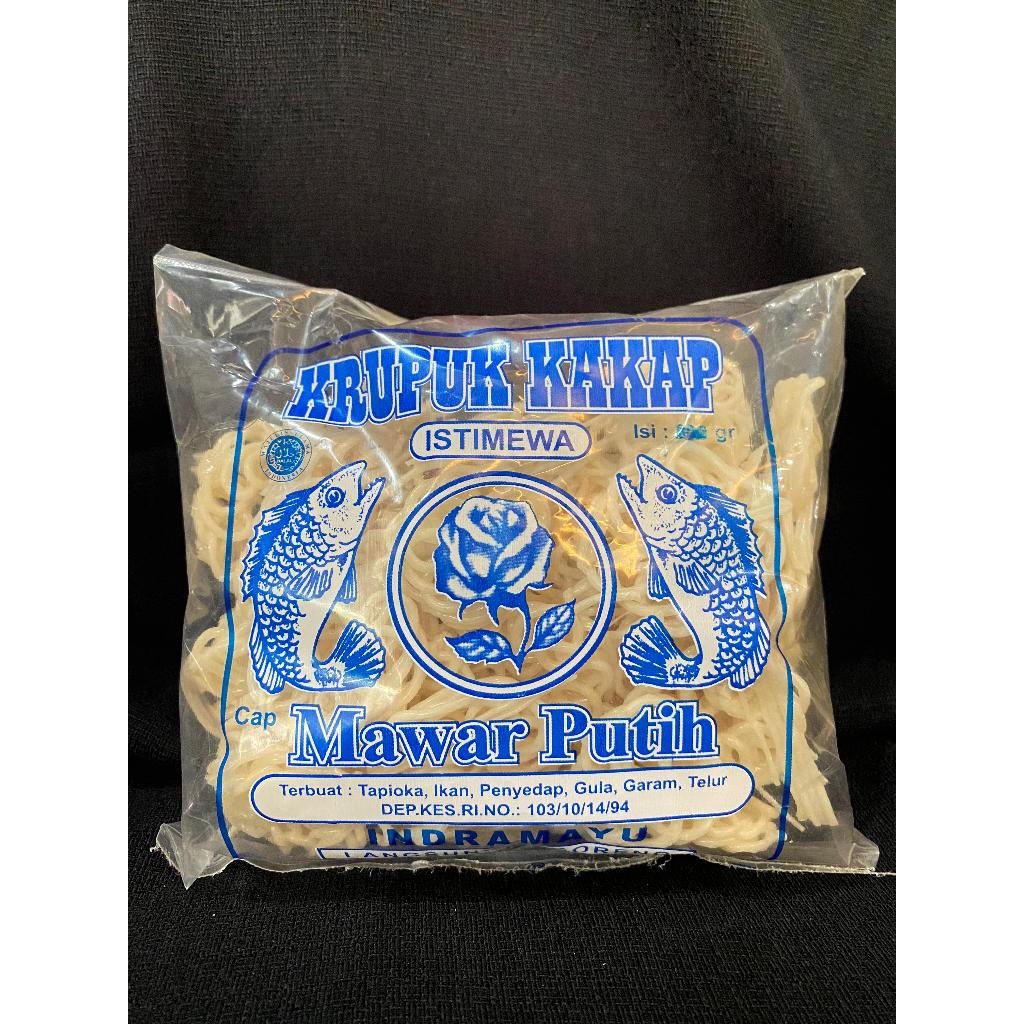 KRUPUK KAKAP
ISTIMEWA
Isi : gr
Cap Mawar Putih
Terbuat : Tapioka, Ikan, Penyedap, Gula, Garam, Telur
DEP.KES.RI.NO.: 103/10/14/94
INDRAMAYU